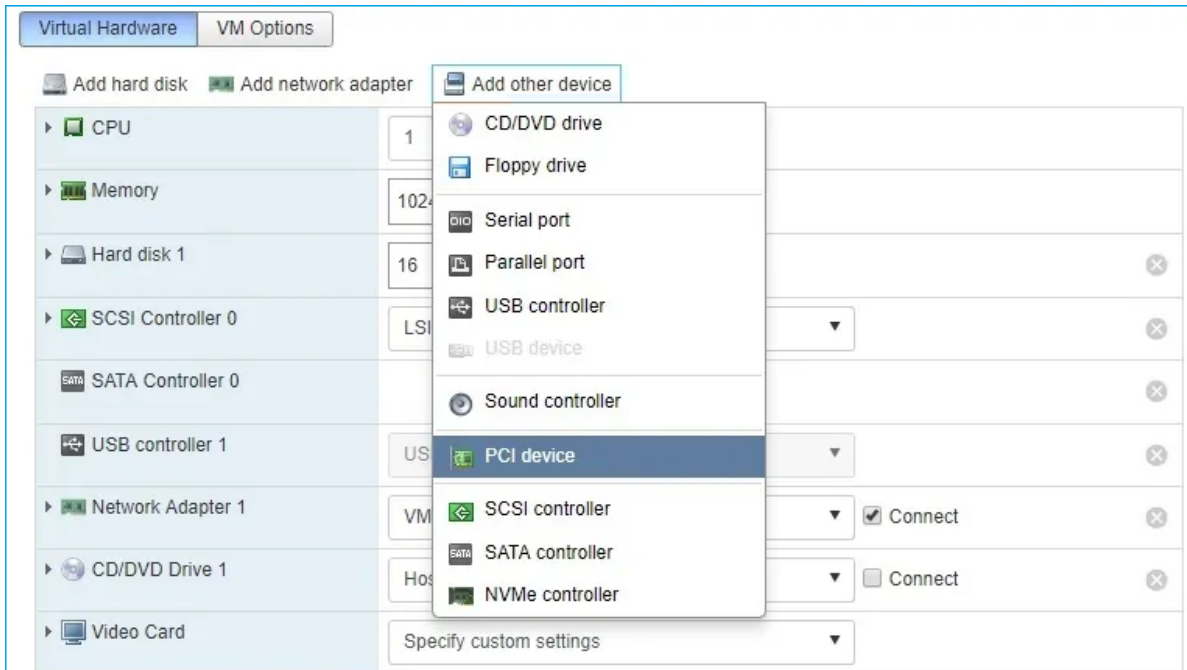 Virtual Hardware VM Options
Add hard disk Add network adapter Add other device
CPU 1
CD/DVD drive
Floppy drive
Memory 1024
Serial port
Hard disk 1 16
Parallel port
USB controller
SCSI Controller 0 LSI
USB device
SATA Controller 0 SATA
Sound controller
USB controller 1 US
PCI device
Network Adapter 1 VM Connect
SCSI controller
SATA SATA controller
CD/DVD Drive 1 Hos Connect
NVMe controller
Video Card Specify custom settings